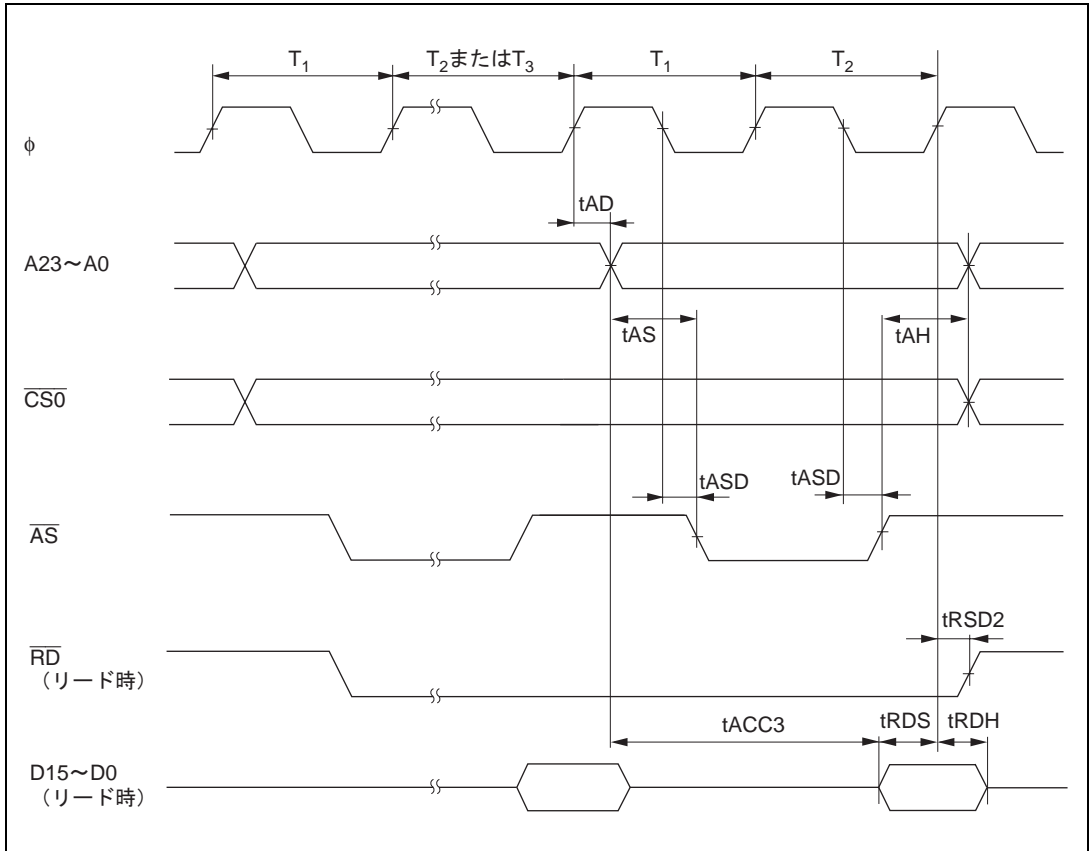 T1 T2またはT3 T1 T2
φ
tAD
A23～A0
tAS tAH
CS0
tASD tASD
AS
tRSD2
RD
（リード時）
tACC3 tRDS tRDH
D15～D0
（リード時）